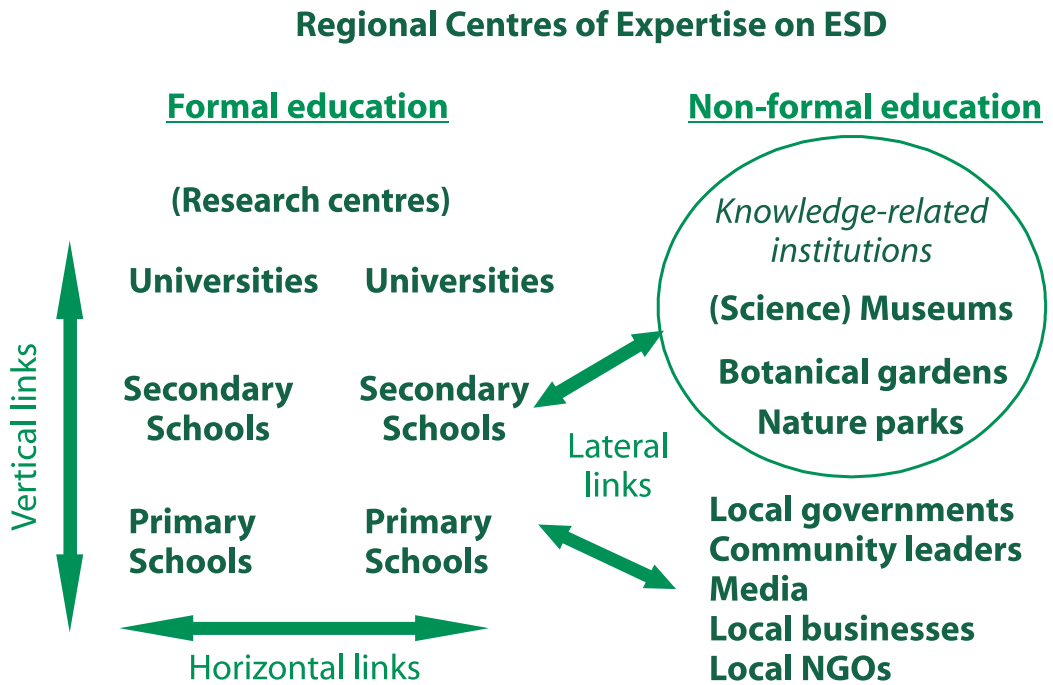 Regional Centres of Expertise on ESD
Formal education
Non-formal education
(Research centres)
Knowledge-related
institutions
Universities
Universities
(Science) Museums
Secondary
Schools
Secondary
Schools
Botanical gardens
Nature parks
Vertical links
Lateral
links
Primary
Schools
Primary
Schools
Local governments
Community leaders
Media
Local businesses
Local NGOs
Horizontal links